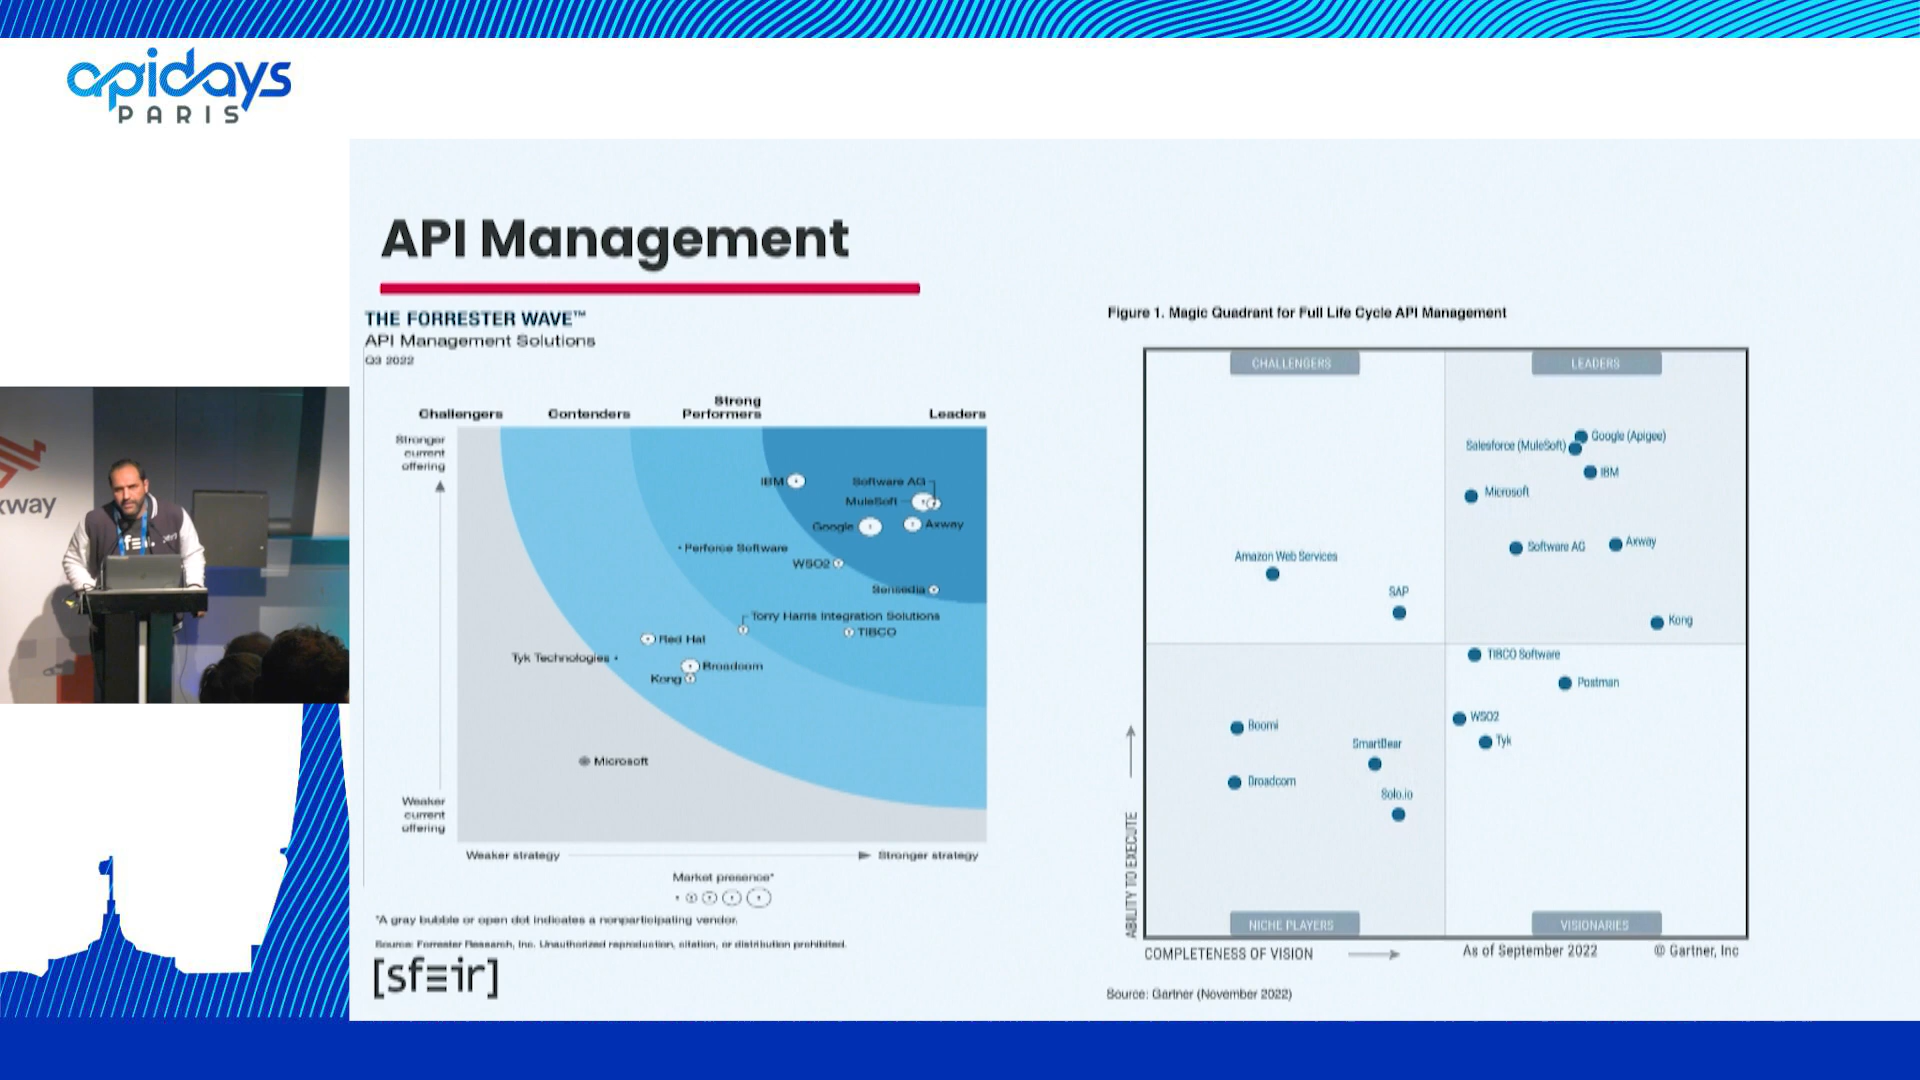 apidays
PARIS
API Management
THE FORRESTER WAVE™
API Management Solutions
Q3 2022
Challengers
Contenders
Strong
Performers
Leaders
Stronger
current
offering
IBM
Software AG
MuleSoft
Google
Axway
Perforce Software
WSO2
Sensedia
Torry Harris Integration Solutions
TIBCO
Red Hat
Tyk Technologies
Broadcom
Kong
Microsoft
Weaker
current
offering
Weaker strategy
Stronger strategy
Market presence*
*A gray bubble or open dot indicates a nonparticipating vendor.
Source: Forrester Research, Inc. Unauthorized reproduction, citation, or distribution prohibited.
[sfeir]
Figure 1. Magic Quadrant for Full Life Cycle API Management
CHALLENGERS
LEADERS
Google (Apigee)
Salesforce (MuleSoft)
IBM
Microsoft
Software AG
Axway
Amazon Web Services
SAP
Kong
TIBCO Software
Postman
WSO2
Tyk
Boomi
SmartBear
Broadcom
Solo.io
NICHE PLAYERS
VISIONARIES
ABILITY TO EXECUTE
COMPLETENESS OF VISION
As of September 2022
© Gartner, Inc
Source: Gartner (November 2022)
xway